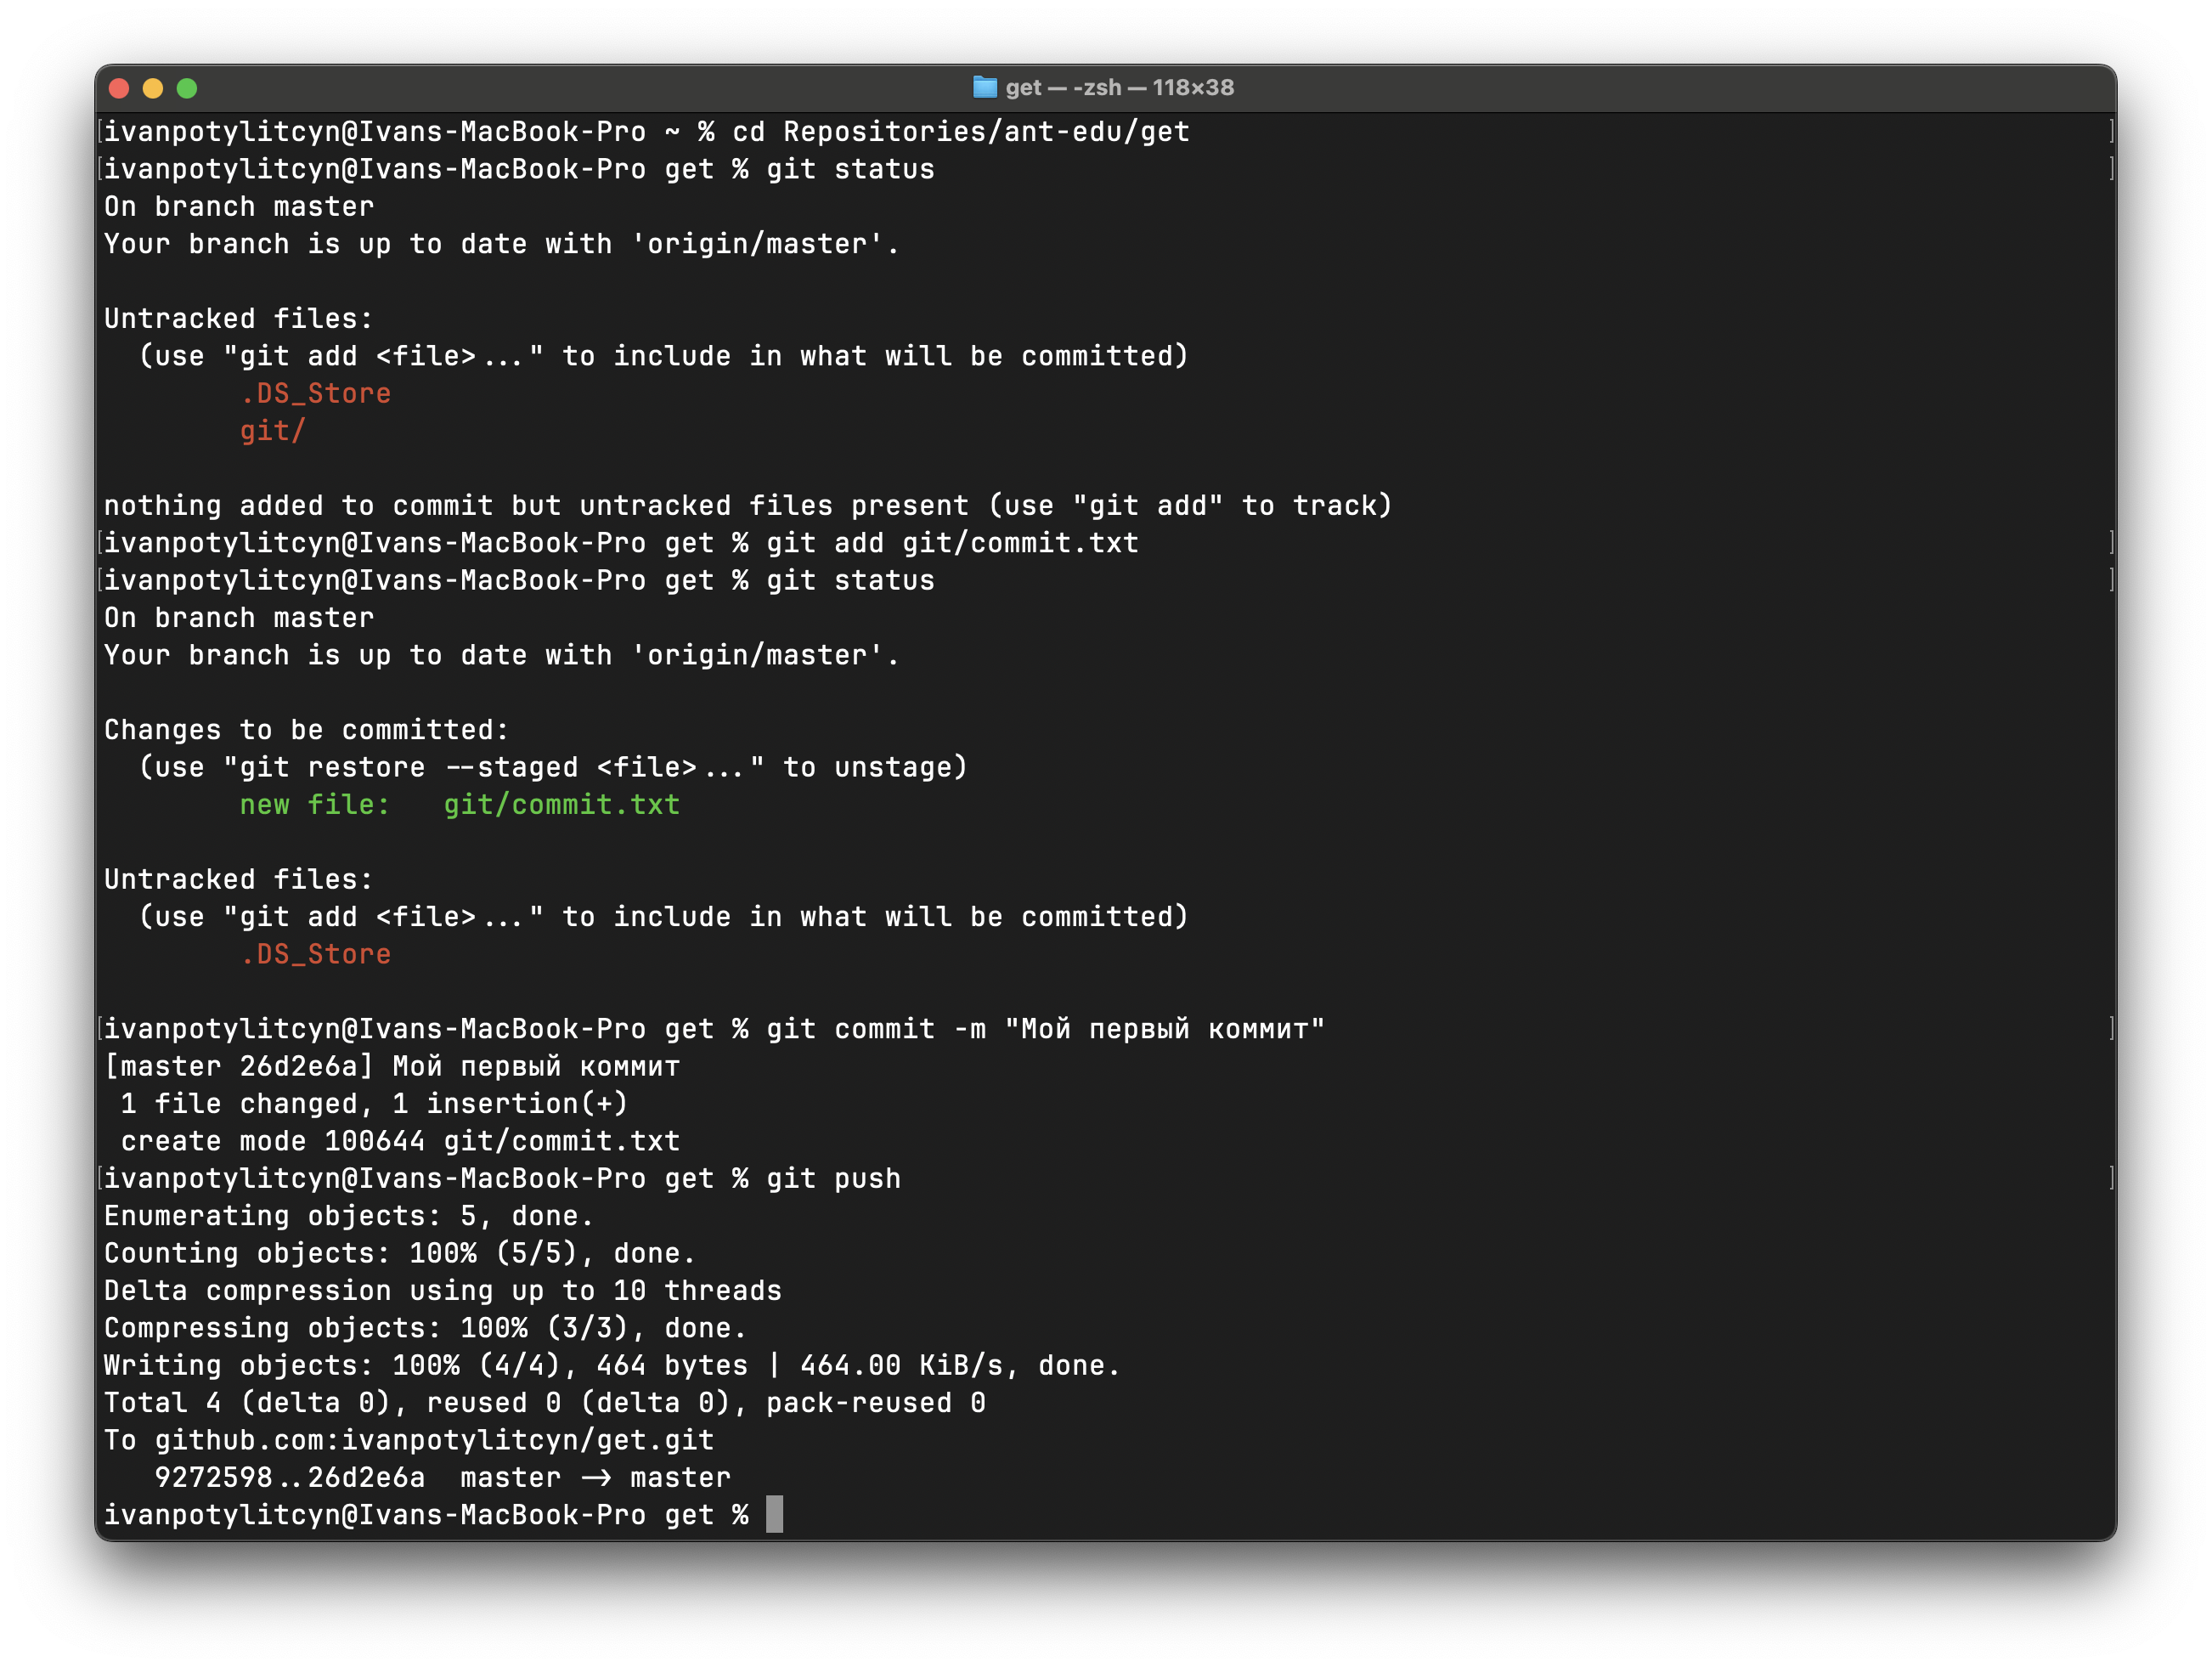 get — -zsh — 118×38
[ivanpotylitcyn@Ivans-MacBook-Pro ~ % cd Repositories/ant-edu/get ]
[ivanpotylitcyn@Ivans-MacBook-Pro get % git status ]
On branch master
Your branch is up to date with 'origin/master'.
Untracked files:
  (use "git add <file>..." to include in what will be committed)
        .DS_Store
        git/
nothing added to commit but untracked files present (use "git add" to track)
[ivanpotylitcyn@Ivans-MacBook-Pro get % git add git/commit.txt ]
[ivanpotylitcyn@Ivans-MacBook-Pro get % git status ]
On branch master
Your branch is up to date with 'origin/master'.
Changes to be committed:
  (use "git restore --staged <file>..." to unstage)
        new file:   git/commit.txt
Untracked files:
  (use "git add <file>..." to include in what will be committed)
        .DS_Store
[ivanpotylitcyn@Ivans-MacBook-Pro get % git commit -m "Мой первый коммит" ]
[master 26d2e6a] Мой первый коммит
 1 file changed, 1 insertion(+)
 create mode 100644 git/commit.txt
[ivanpotylitcyn@Ivans-MacBook-Pro get % git push ]
Enumerating objects: 5, done.
Counting objects: 100% (5/5), done.
Delta compression using up to 10 threads
Compressing objects: 100% (3/3), done.
Writing objects: 100% (4/4), 464 bytes | 464.00 KiB/s, done.
Total 4 (delta 0), reused 0 (delta 0), pack-reused 0
To github.com:ivanpotylitcyn/get.git
   9272598..26d2e6a  master -> master
ivanpotylitcyn@Ivans-MacBook-Pro get %